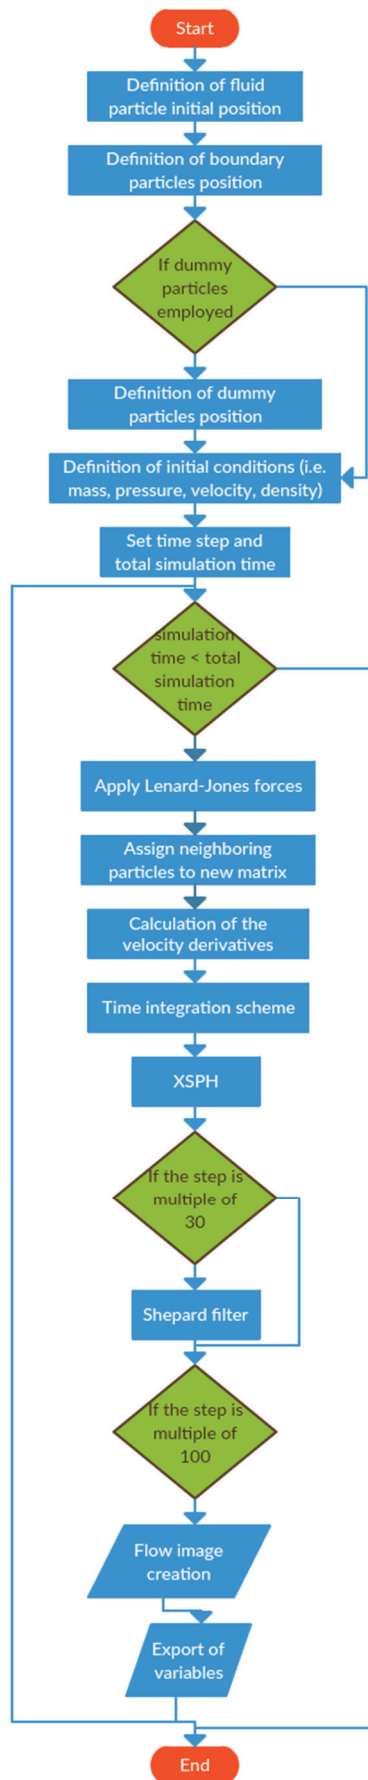 Start
Definition of fluid
particle initial position
Definition of boundary
particles position
If dummy
particles
employed
Definition of dummy
particles position
Definition of initial conditions (i.e.
mass, pressure, velocity, density)
Set time step and
total simulation time
simulation
time < total
simulation
time
Apply Lenard-Jones forces
Assign neighboring
particles to new matrix
Calculation of the
velocity derivatives
Time integration scheme
XSPH
If the step is
multiple of
30
Shepard filter
If the step is
multiple of
100
Flow image
creation
Export of
variables
End